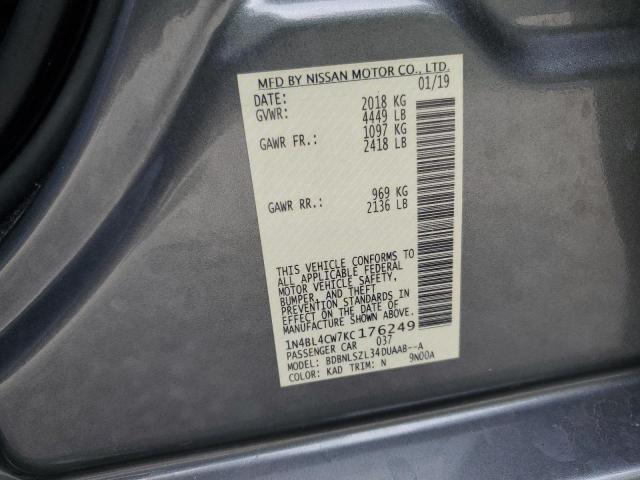 MFD BY NISSAN MOTOR CO., LTD.
DATE: 01/19
GVWR: 2018 KG
4449 LB
GAWR FR.: 1097 KG
2418 LB
GAWR RR.: 969 KG
2136 LB
THIS VEHICLE CONFORMS TO
ALL APPLICABLE FEDERAL
MOTOR VEHICLE SAFETY,
BUMPER, AND THEFT
PREVENTION STANDARDS IN
EFFECT ON THE DATE OF
MANUFACTURE SHOWN ABOVE.
1N4BL4CW7KC176249
PASSENGER CAR 037
MODEL: BDBNLSZL34DUAA8--A
COLOR: KAD TRIM: N 9N00A